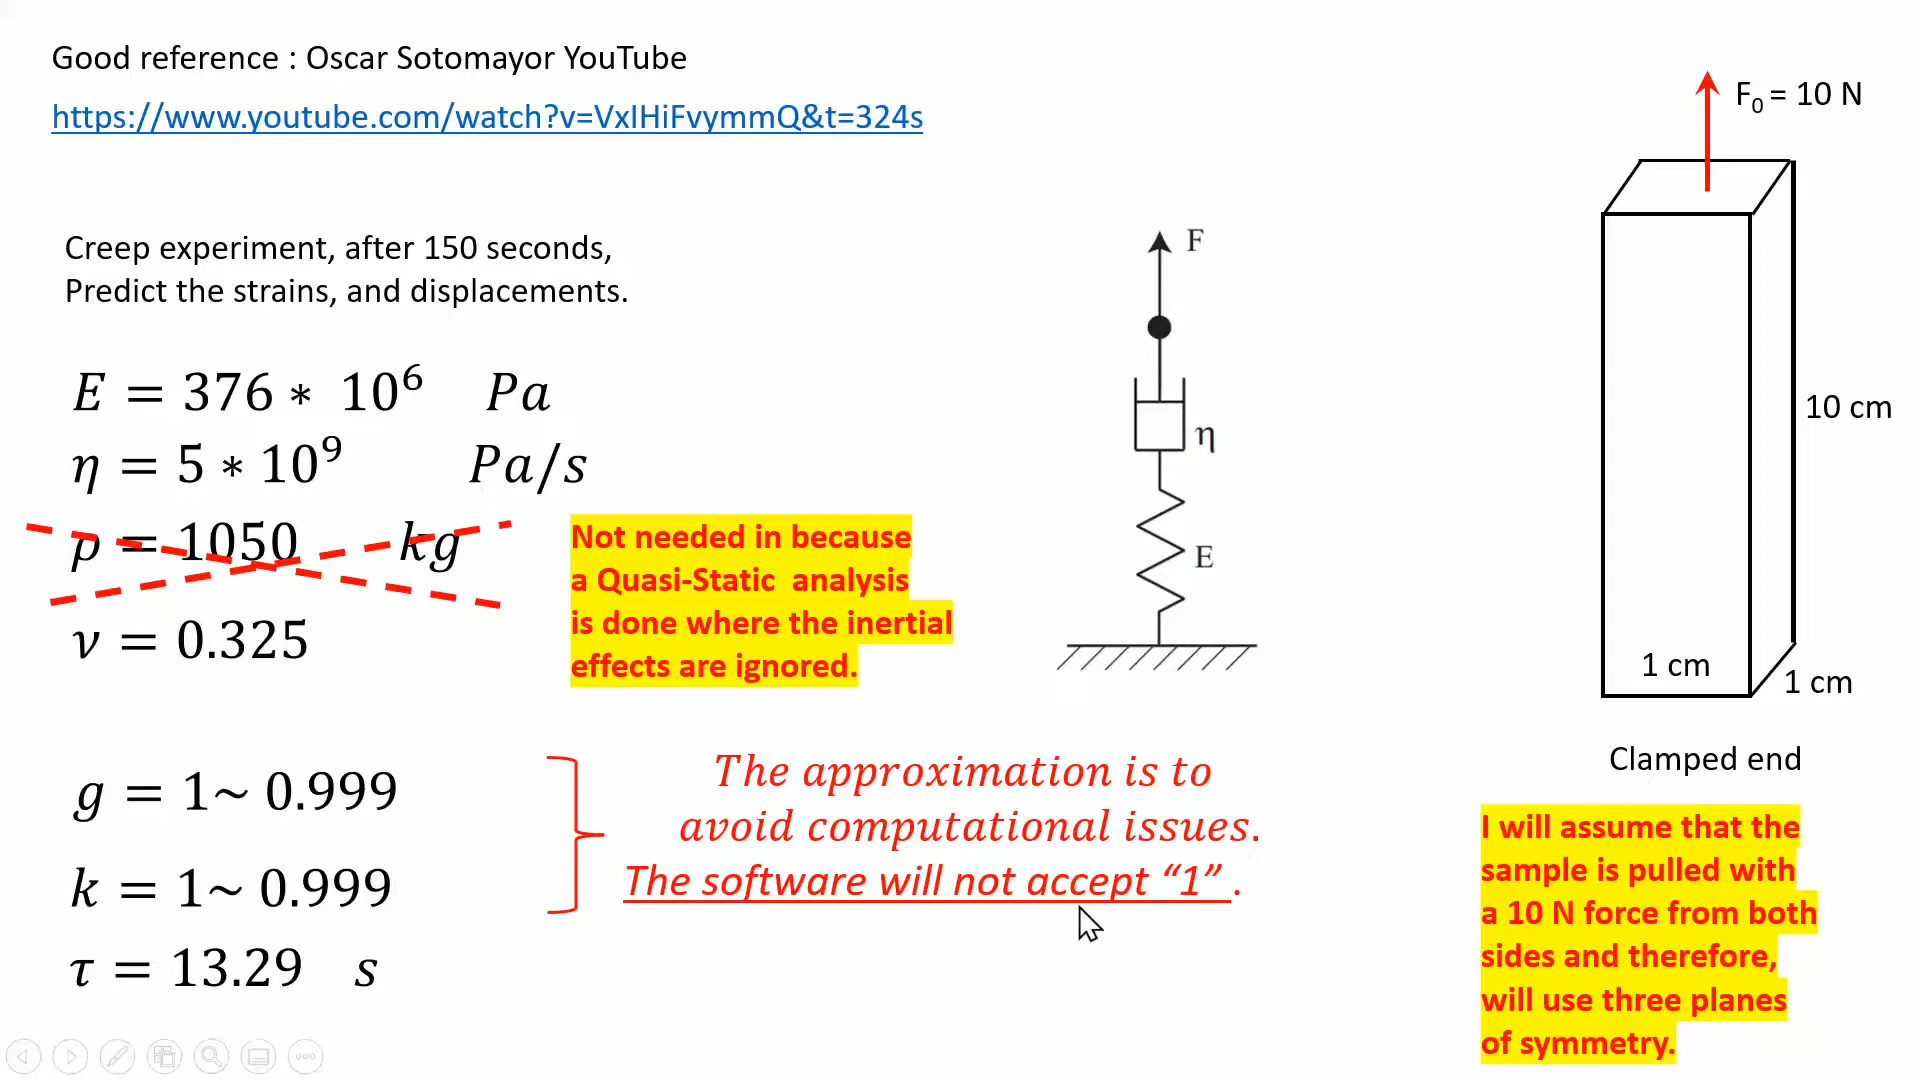 Good reference : Oscar Sotomayor YouTube
https://www.youtube.com/watch?v=VxIHiFvymmQ&t=324s
F₀ = 10 N
Creep experiment, after 150 seconds,
Predict the strains, and displacements.
F
E = 376 * 10⁶ Pa
10 cm
η
η = 5 * 10⁹ Pa/s
ρ = 1050 kg
Not needed in because
a Quasi-Static analysis
is done where the inertial
effects are ignored.
E
ν = 0.325
1 cm
1 cm
Clamped end
g = 1~ 0.999
k = 1~ 0.999
The approximation is to
avoid computational issues.
The software will not accept “1” .
τ = 13.29 s
I will assume that the
sample is pulled with
a 10 N force from both
sides and therefore,
will use three planes
of symmetry.